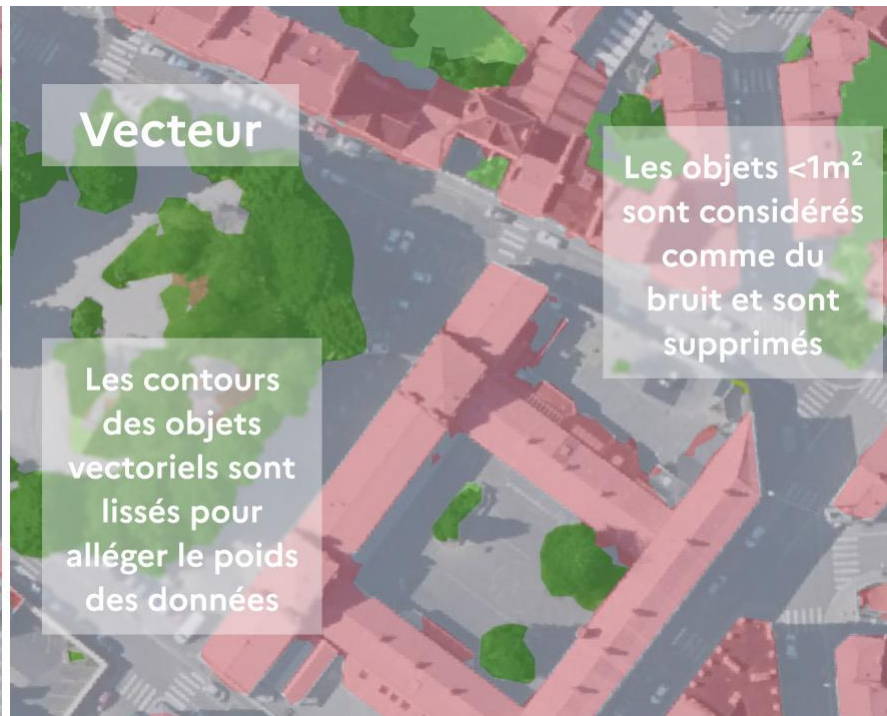 Vecteur
Les objets <1m²
sont considérés
comme du
bruit et sont
supprimés
Les contours
des objets
vectoriels sont
lissés pour
alléger le poids
des données